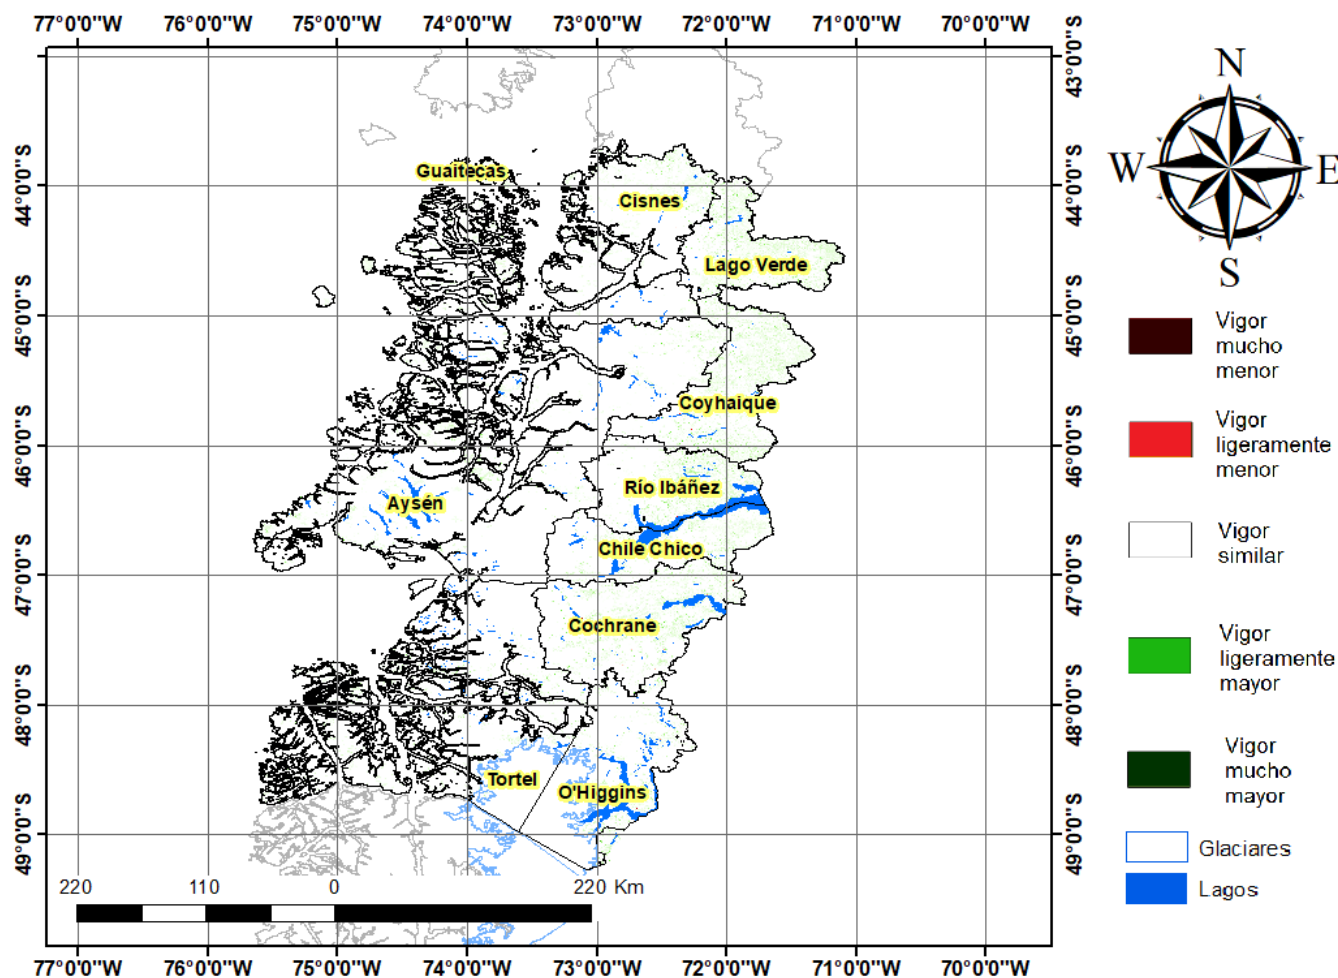 77°0'0"W 76°0'0"W 75°0'0"W 74°0'0"W 73°0'0"W 72°0'0"W 71°0'0"W 70°0'0"W
43°0'0"S
44°0'0"S
45°0'0"S
46°0'0"S
47°0'0"S
48°0'0"S
49°0'0"S
Guaitecas
Cisnes
Lago Verde
Coyhaique
Río Ibáñez
Aysén
Chile Chico
Cochrane
Tortel
O'Higgins
220 110 0 220 Km
44°0'0"S
45°0'0"S
46°0'0"S
47°0'0"S
48°0'0"S
49°0'0"S
77°0'0"W 76°0'0"W 75°0'0"W 74°0'0"W 73°0'0"W 72°0'0"W 71°0'0"W 70°0'0"W
N
W E
S
Vigor
mucho
menor
Vigor
ligeramente
menor
Vigor
similar
Vigor
ligeramente
mayor
Vigor
mucho
mayor
Glaciares
Lagos